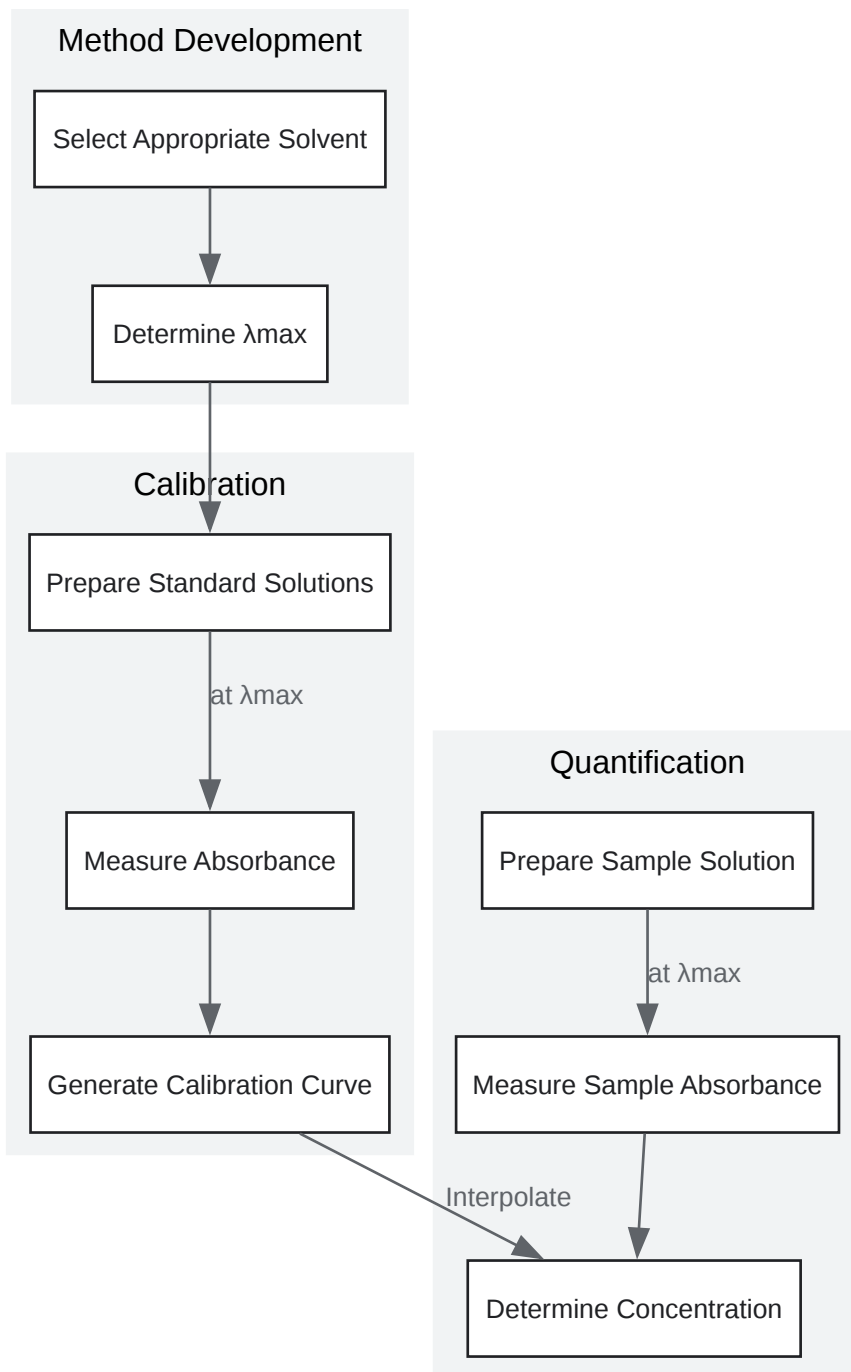 Method Development
Select Appropriate Solvent
Determine λmax
Calibration
Prepare Standard Solutions
at λmax
Measure Absorbance
Generate Calibration Curve
Quantification
Prepare Sample Solution
at λmax
Measure Sample Absorbance
Interpolate
Determine Concentration